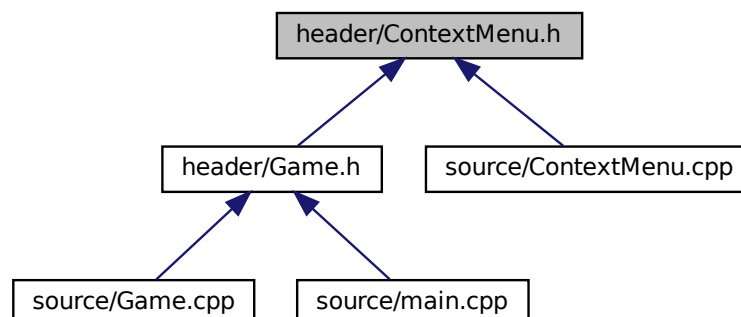 header/ContextMenu.h
header/Game.h
source/ContextMenu.cpp
source/Game.cpp
source/main.cpp